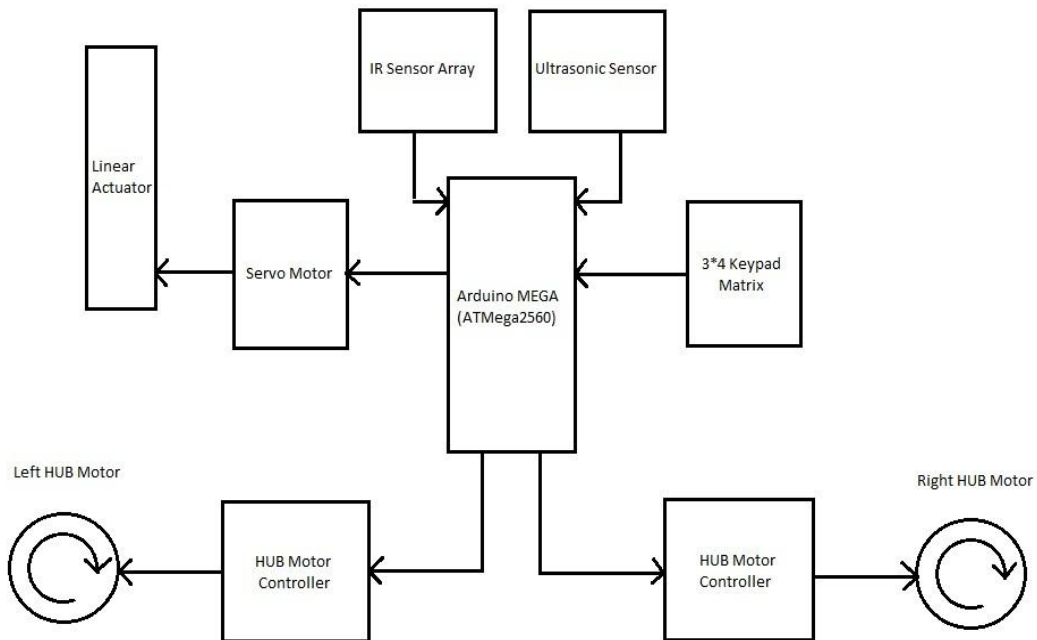 IR Sensor Array
Ultrasonic Sensor
Linear
Actuator
Servo Motor
3*4 Keypad
Matrix
Arduino MEGA
(ATMega2560)
Left HUB Motor
Right HUB Motor
HUB Motor
Controller
HUB Motor
Controller